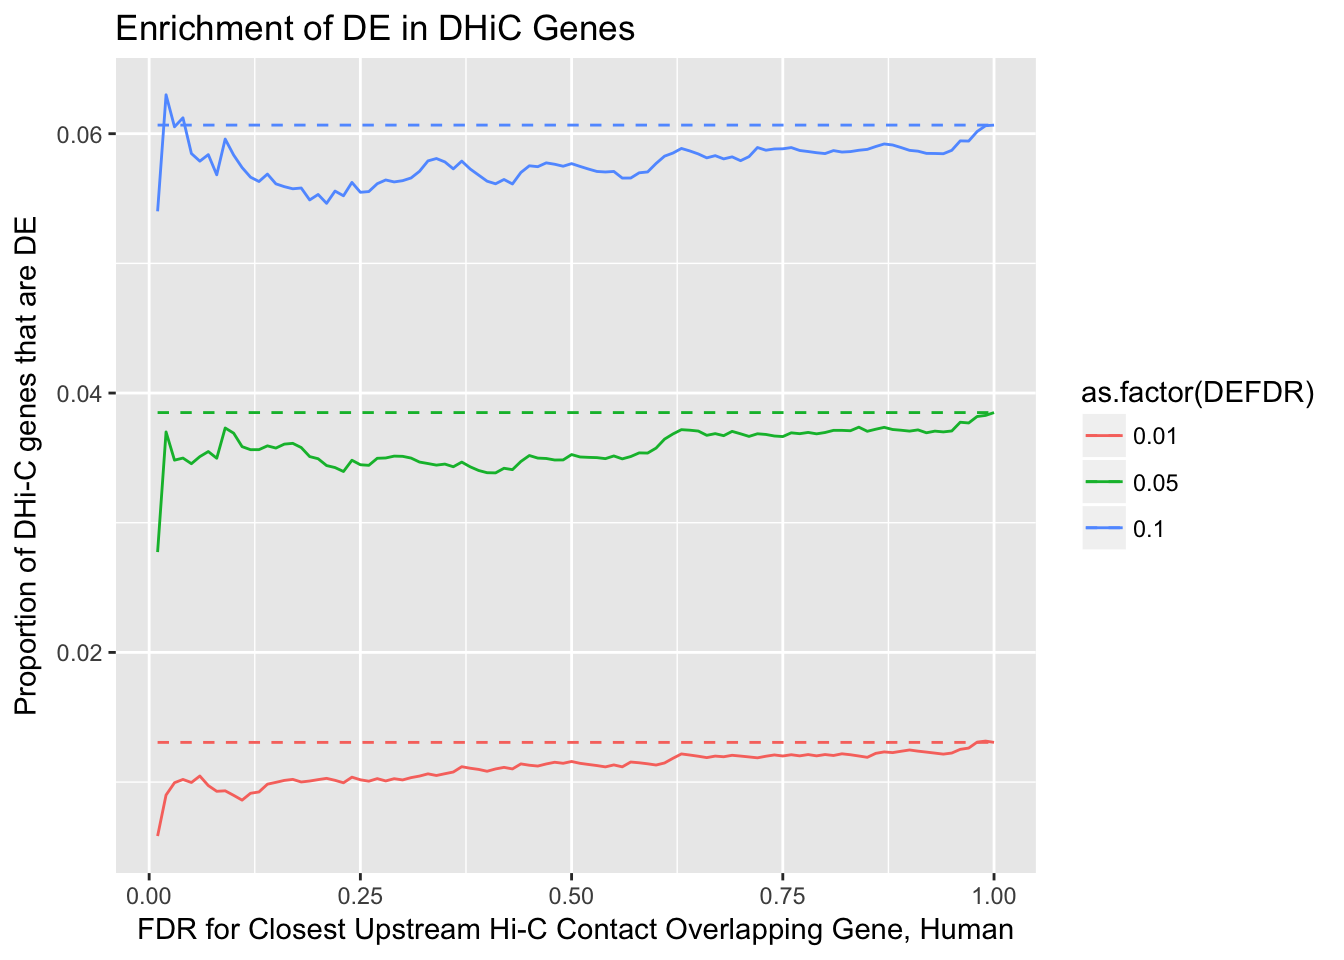 Enrichment of DE in DHiC Genes
Proportion of DHi-C genes that are DE
0.06
0.04
0.02
0.00 0.25 0.50 0.75 1.00
FDR for Closest Upstream Hi-C Contact Overlapping Gene, Human
as.factor(DEFDR)
0.01
0.05
0.1